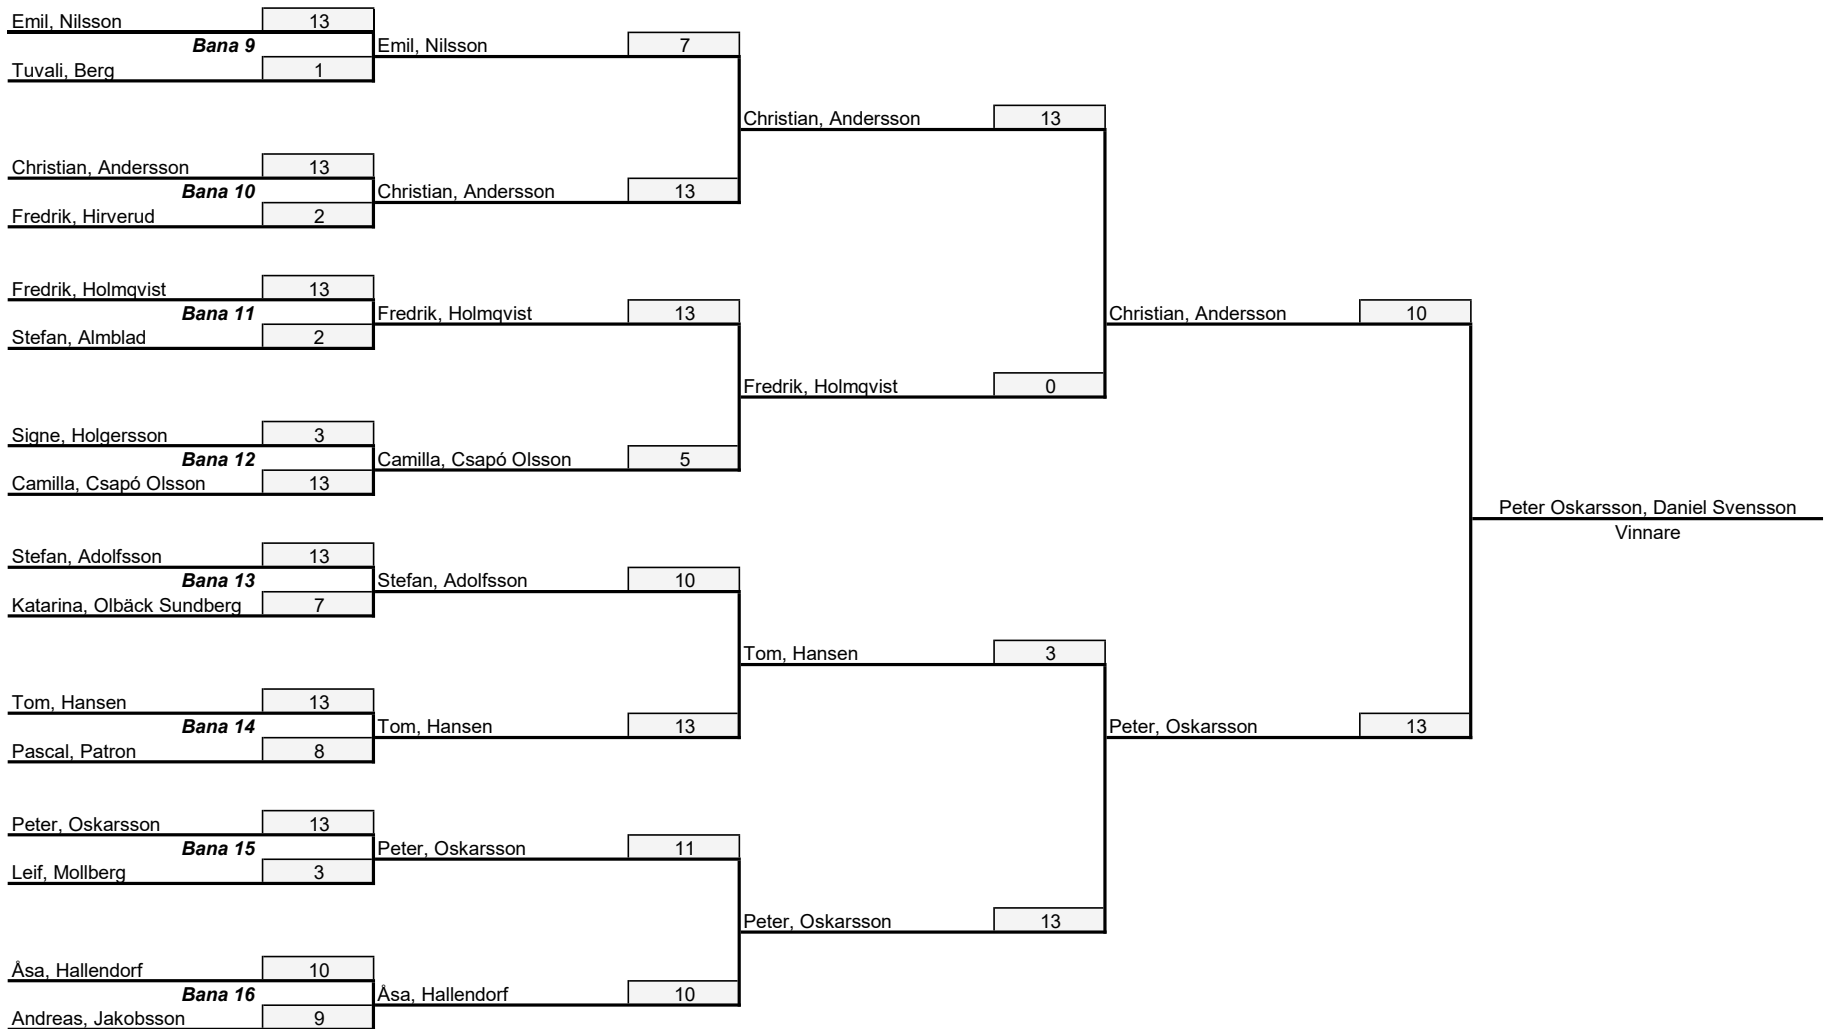 Emil, Nilsson 13
Bana 9 Emil, Nilsson 7
Tuvali, Berg 1
Christian, Andersson 13
Christian, Andersson 13
Bana 10 Christian, Andersson 13
Fredrik, Hirverud 2
Fredrik, Holmqvist 13
Bana 11 Fredrik, Holmqvist 13 Christian, Andersson 10
Stefan, Almblad 2
Fredrik, Holmqvist 0
Signe, Holgersson 3
Bana 12 Camilla, Csapó Olsson 5
Camilla, Csapó Olsson 13
Peter Oskarsson, Daniel Svensson
Vinnare
Stefan, Adolfsson 13
Bana 13 Stefan, Adolfsson 10
Katarina, Olbäck Sundberg 7
Tom, Hansen 3
Tom, Hansen 13
Bana 14 Tom, Hansen 13 Peter, Oskarsson 13
Pascal, Patron 8
Peter, Oskarsson 13
Bana 15 Peter, Oskarsson 11
Leif, Mollberg 3
Peter, Oskarsson 13
Åsa, Hallendorf 10
Bana 16 Åsa, Hallendorf 10
Andreas, Jakobsson 9